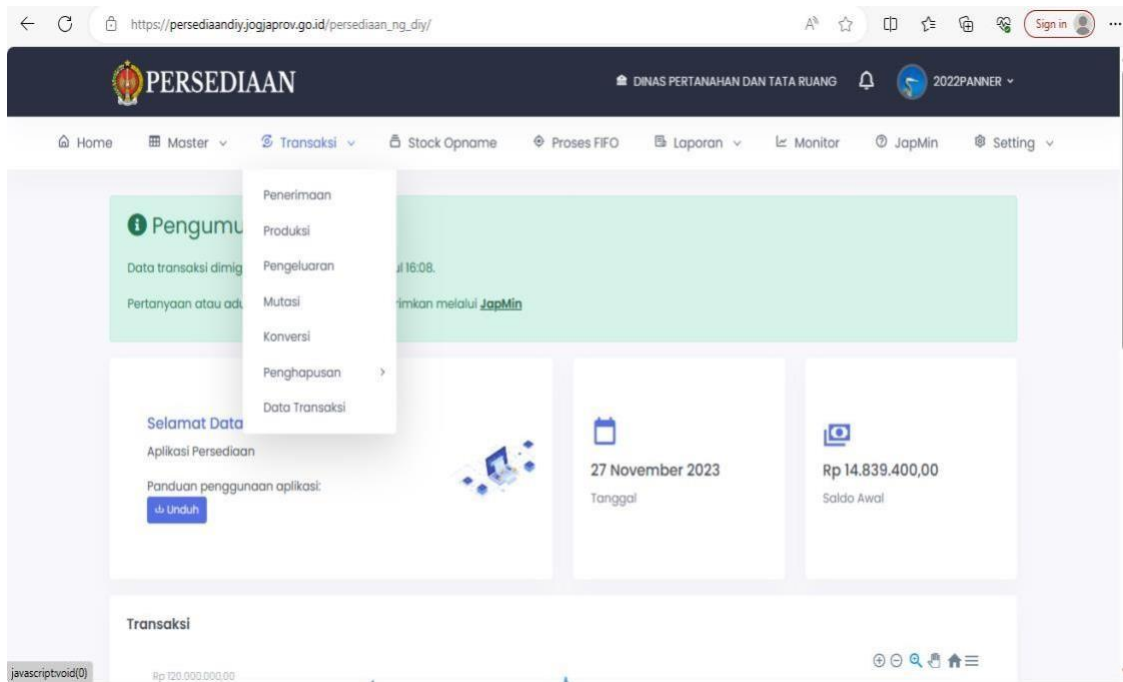 https://persediaandiy.jogjaprov.go.id/persediaan_ng_diy/
Sign in
PERSEDIAAN
DINAS PERTANAHAN DAN TATA RUANG
2022PANNER
Home Master Transaksi Stock Opname Proses FIFO Laporan Monitor JapMin Setting
Penerimaan
Produksi
Pengeluaran
Mutasi
Konversi
Penghapusan
Data Transaksi
Pengumu
Data transaksi dimig ul 16:08.
Pertanyaan atau adu rimkan melalui JapMin
Selamat Data
Aplikasi Persediaan
Panduan penggunaan aplikasi:
Unduh
27 November 2023
Tanggal
Rp 14.839.400,00
Saldo Awal
Transaksi
Rp 120.000.000,00
javascript:void(0)